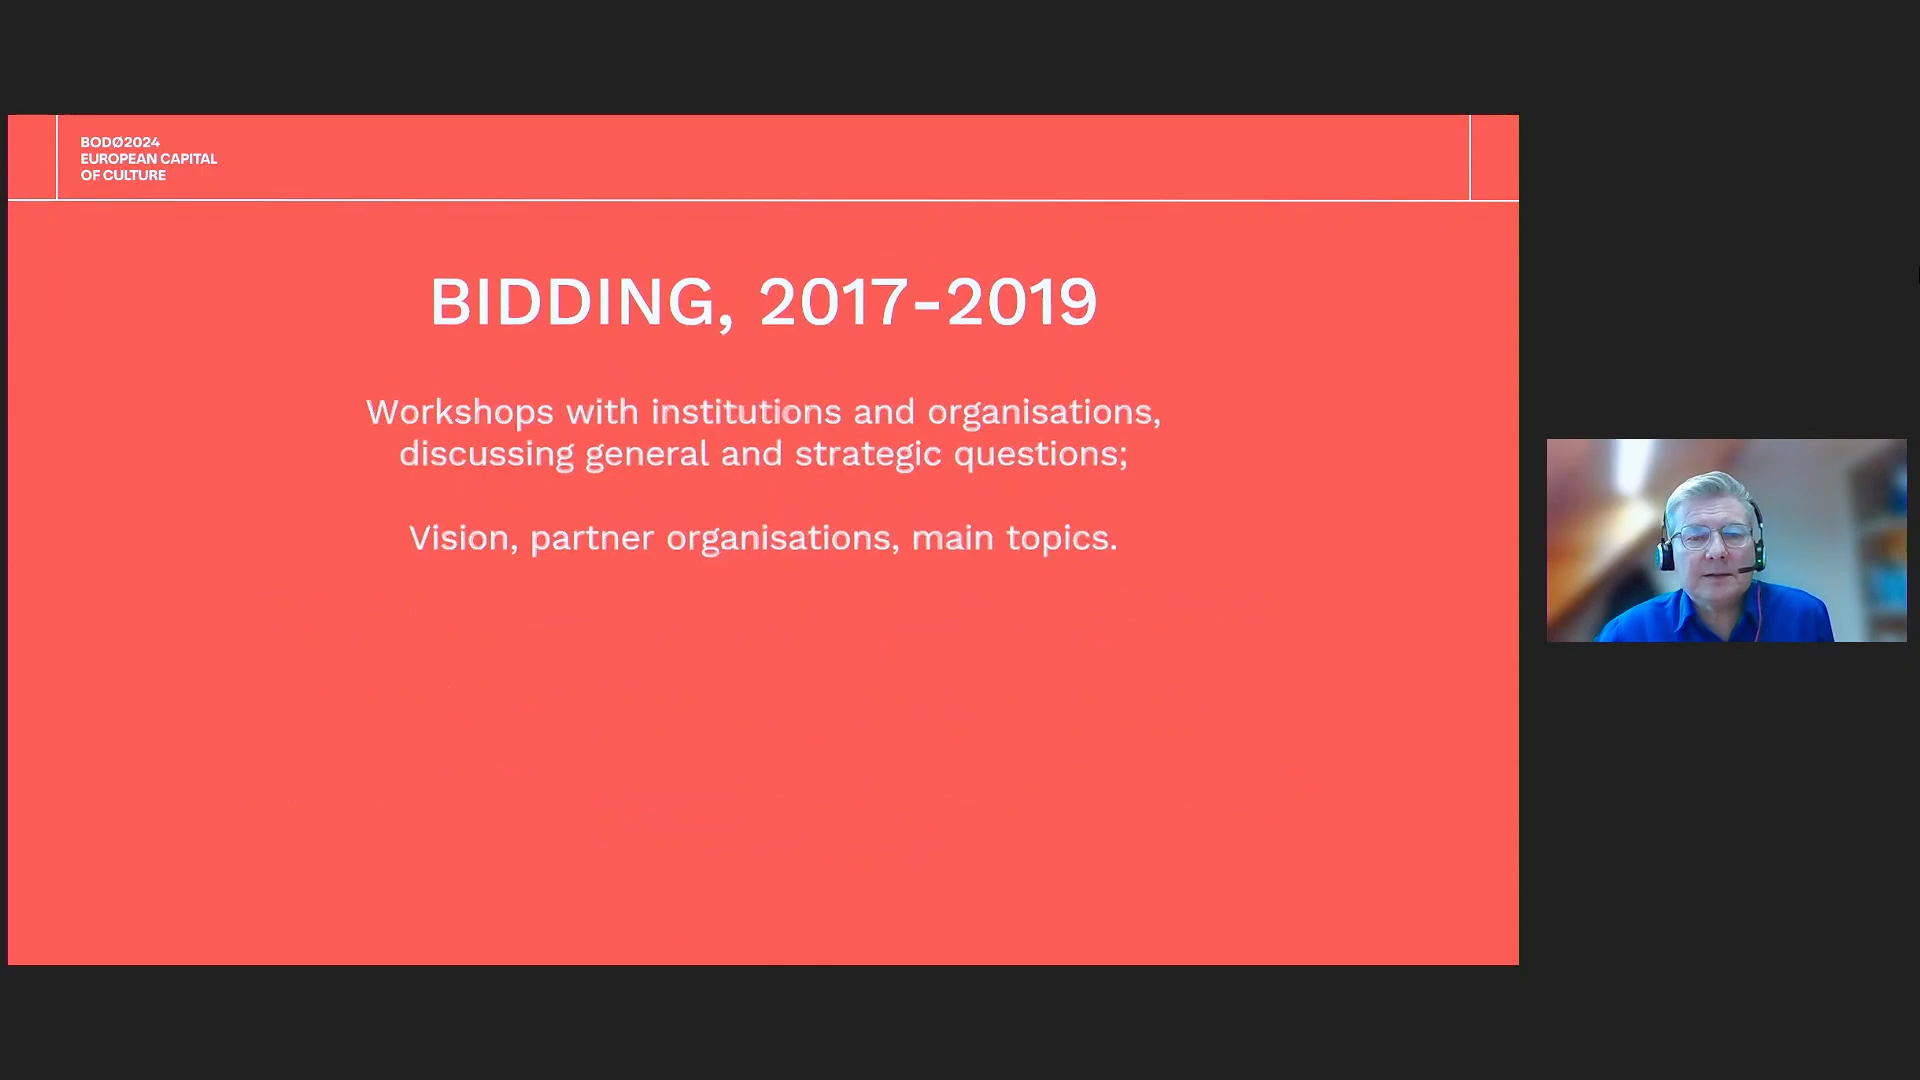 BODØ2024
EUROPEAN CAPITAL
OF CULTURE
BIDDING, 2017-2019
Workshops with institutions and organisations,
discussing general and strategic questions;
Vision, partner organisations, main topics.